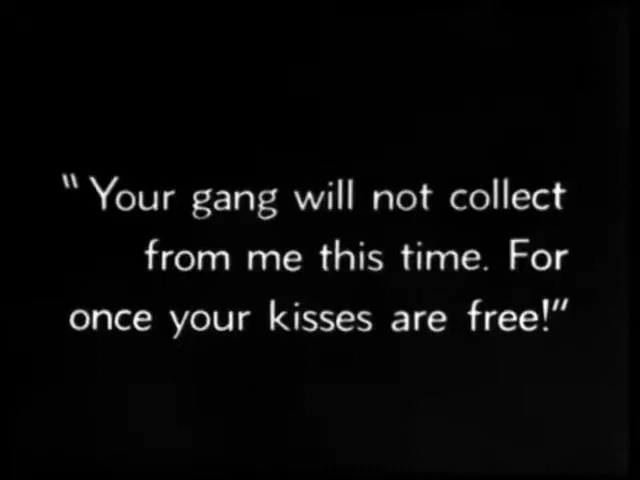 "Your gang will not collect
from me this time. For
once your kisses are free!"